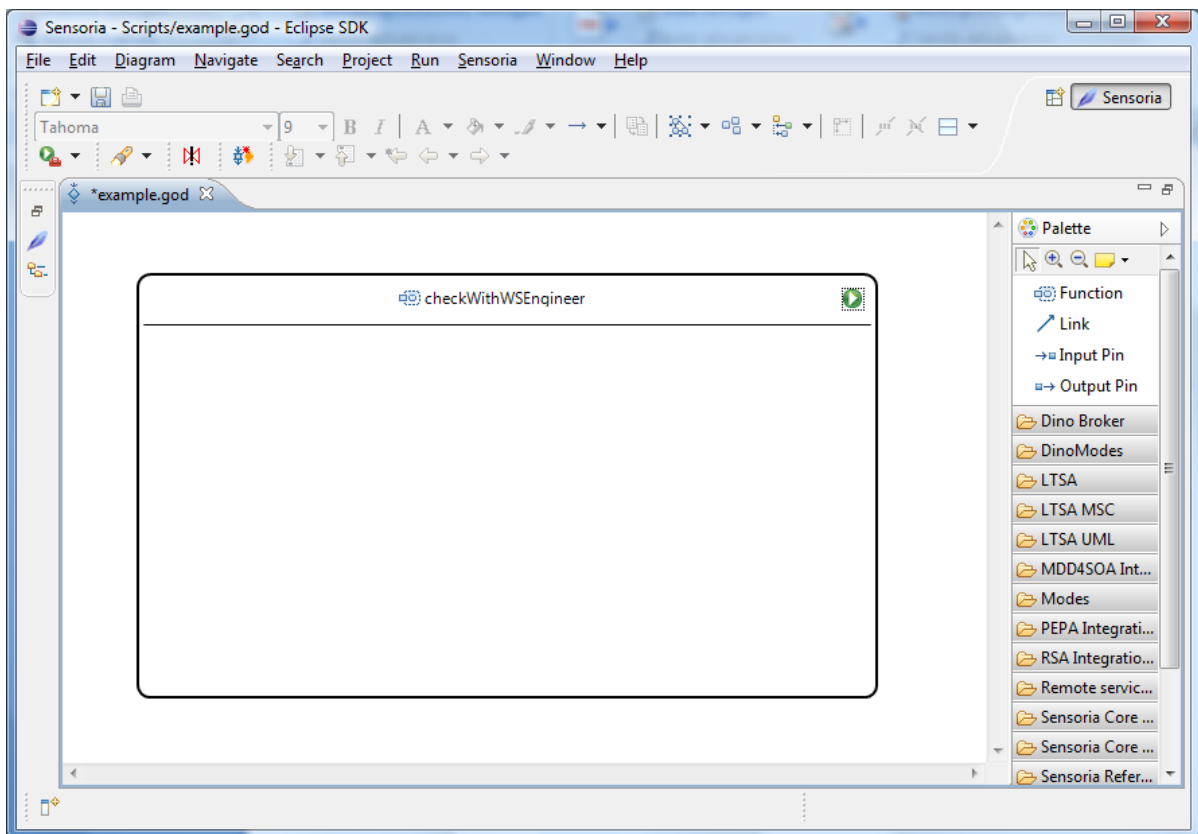 Sensoria - Scripts/example.god - Eclipse SDK
File Edit Diagram Navigate Search Project Run Sensoria Window Help
Sensoria
Tahoma 9 B I A
*example.god
Palette
checkWithWSEngineer
Function
Link
Input Pin
Output Pin
Dino Broker
DinoModes
LTSA
LTSA MSC
LTSA UML
MDD4SOA Int...
Modes
PEPA Integrati...
RSA Integratio...
Remote servic...
Sensoria Core ...
Sensoria Core ...
Sensoria Refer...